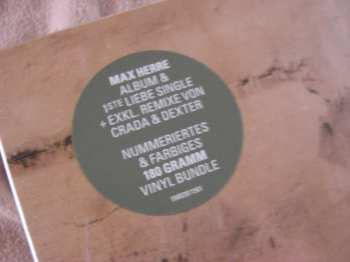 MAX HERRE
ALBUM &
1STE LIEBE SINGLE
+ EXKL. REMIXE VON
CRADA & DEXTER
NUMMERIERTES
& FARBIGES
180 GRAMM
VINYL BUNDLE